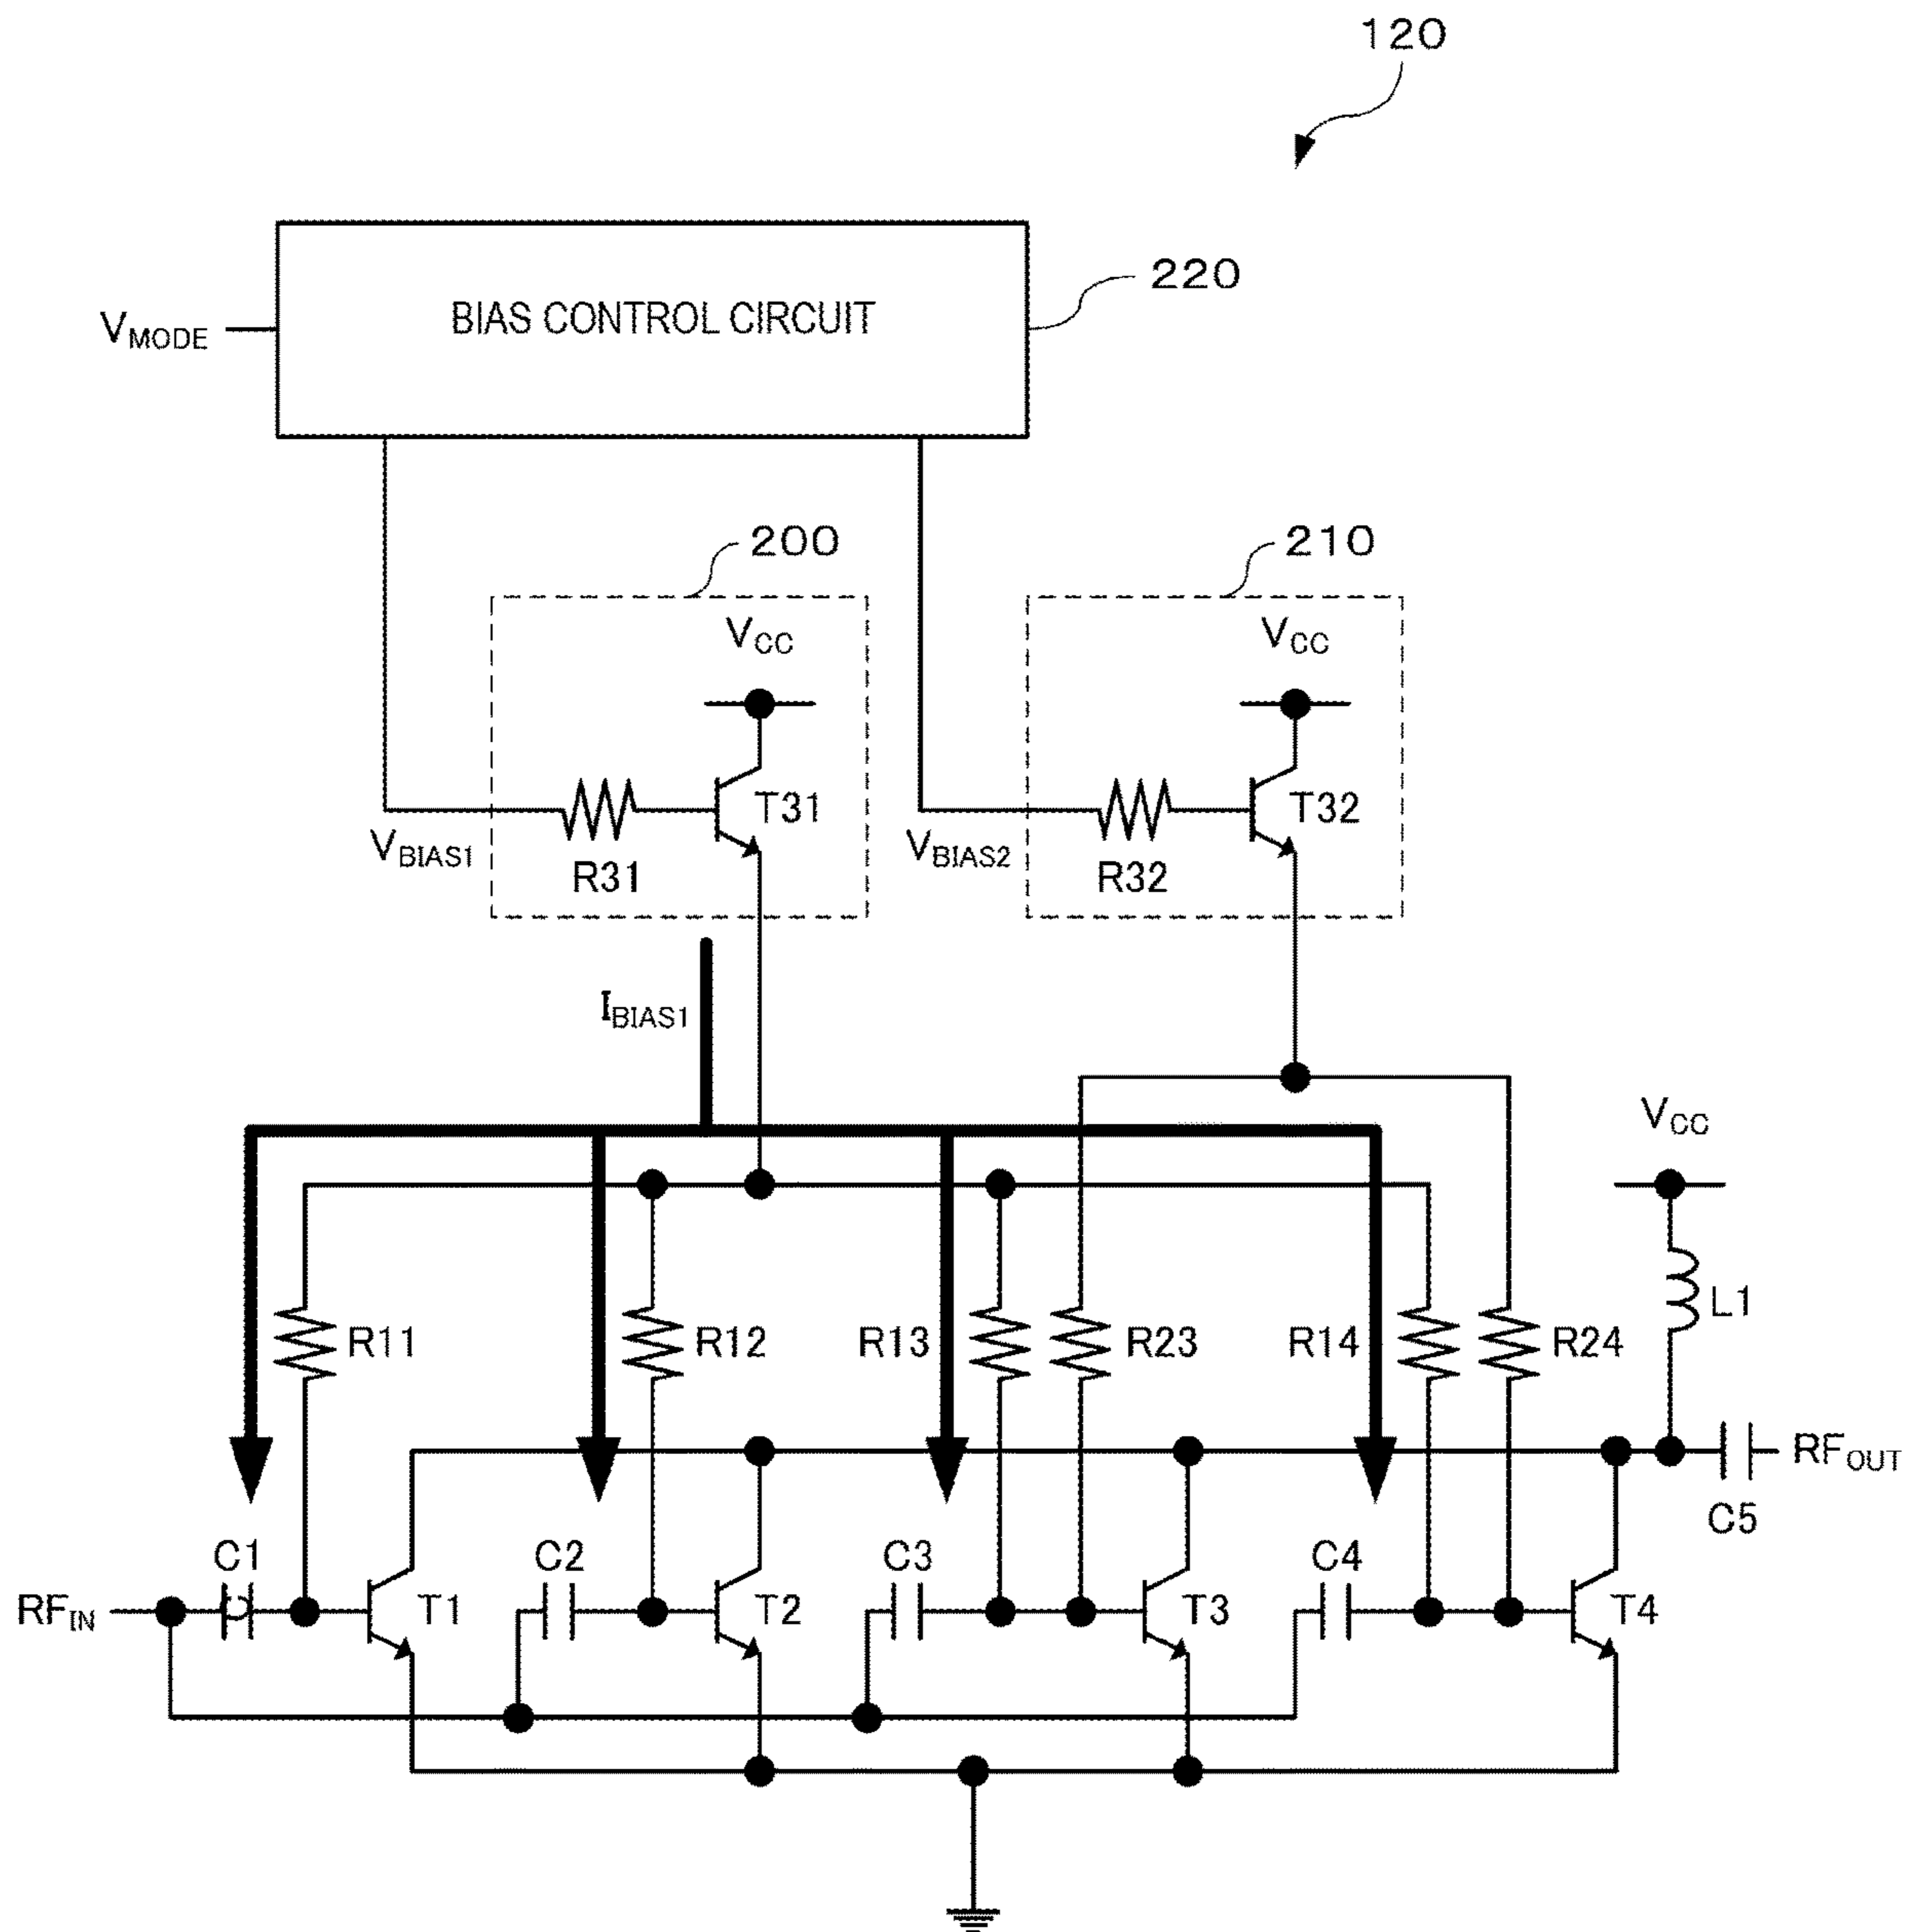 120
BIAS CONTROL CIRCUIT
220
VMODE
200
210
VCC
VCC
T31
T32
VBIAS1
R31
VBIAS2
R32
IBIAS1
VCC
R11
R12
R13
R23
R14
R24
L1
RFOUT
C5
C1
C2
C3
C4
RFIN
T1
T2
T3
T4